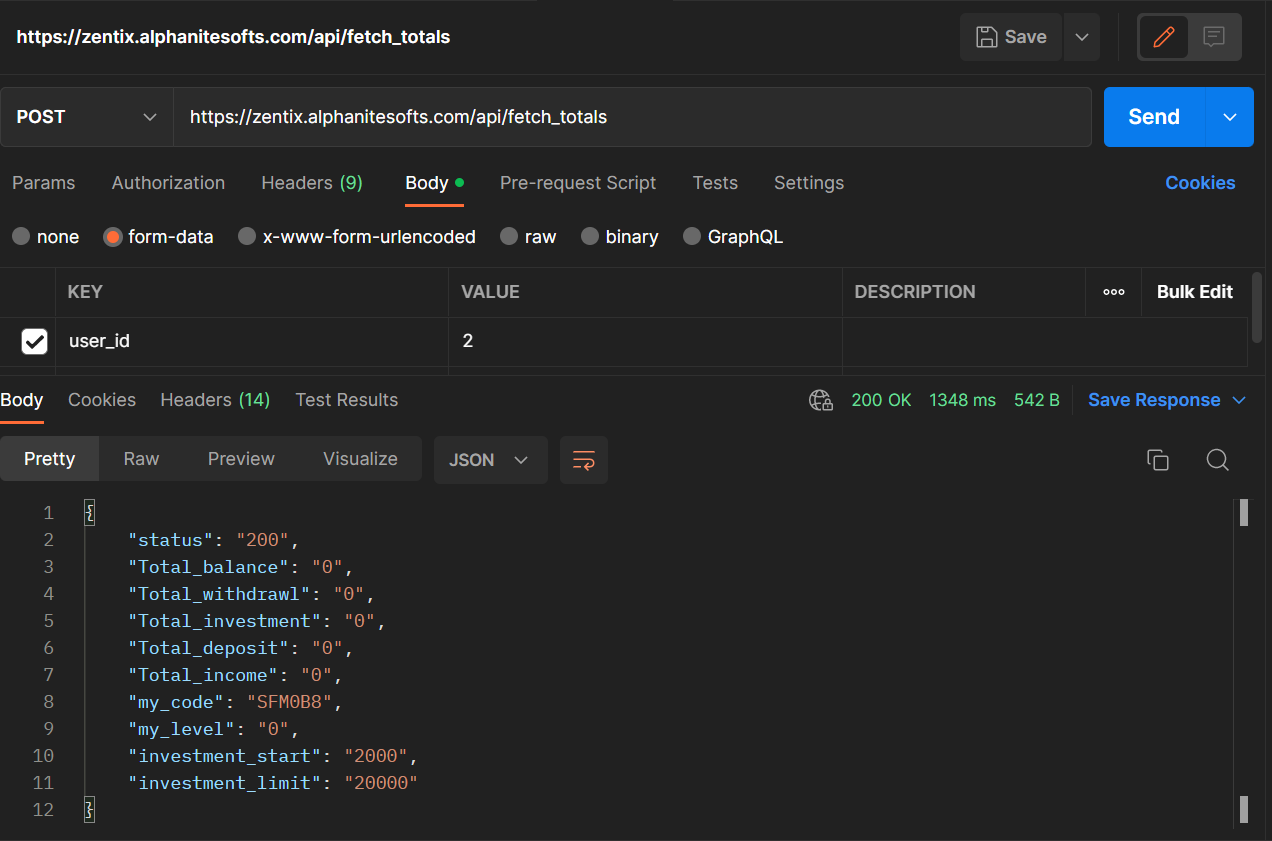 https://zentix.alphanitesofts.com/api/fetch_totals
Save
POST
https://zentix.alphanitesofts.com/api/fetch_totals
Send
Params Authorization Headers (9) Body Pre-request Script Tests Settings Cookies
none form-data x-www-form-urlencoded raw binary GraphQL
KEY VALUE DESCRIPTION Bulk Edit
user_id 2
Body Cookies Headers (14) Test Results 200 OK 1348 ms 542 B Save Response
Pretty Raw Preview Visualize JSON
1 {
2 "status": "200",
3 "Total_balance": "0",
4 "Total_withdrawl": "0",
5 "Total_investment": "0",
6 "Total_deposit": "0",
7 "Total_income": "0",
8 "my_code": "SFM0B8",
9 "my_level": "0",
10 "investment_start": "2000",
11 "investment_limit": "20000"
12 }